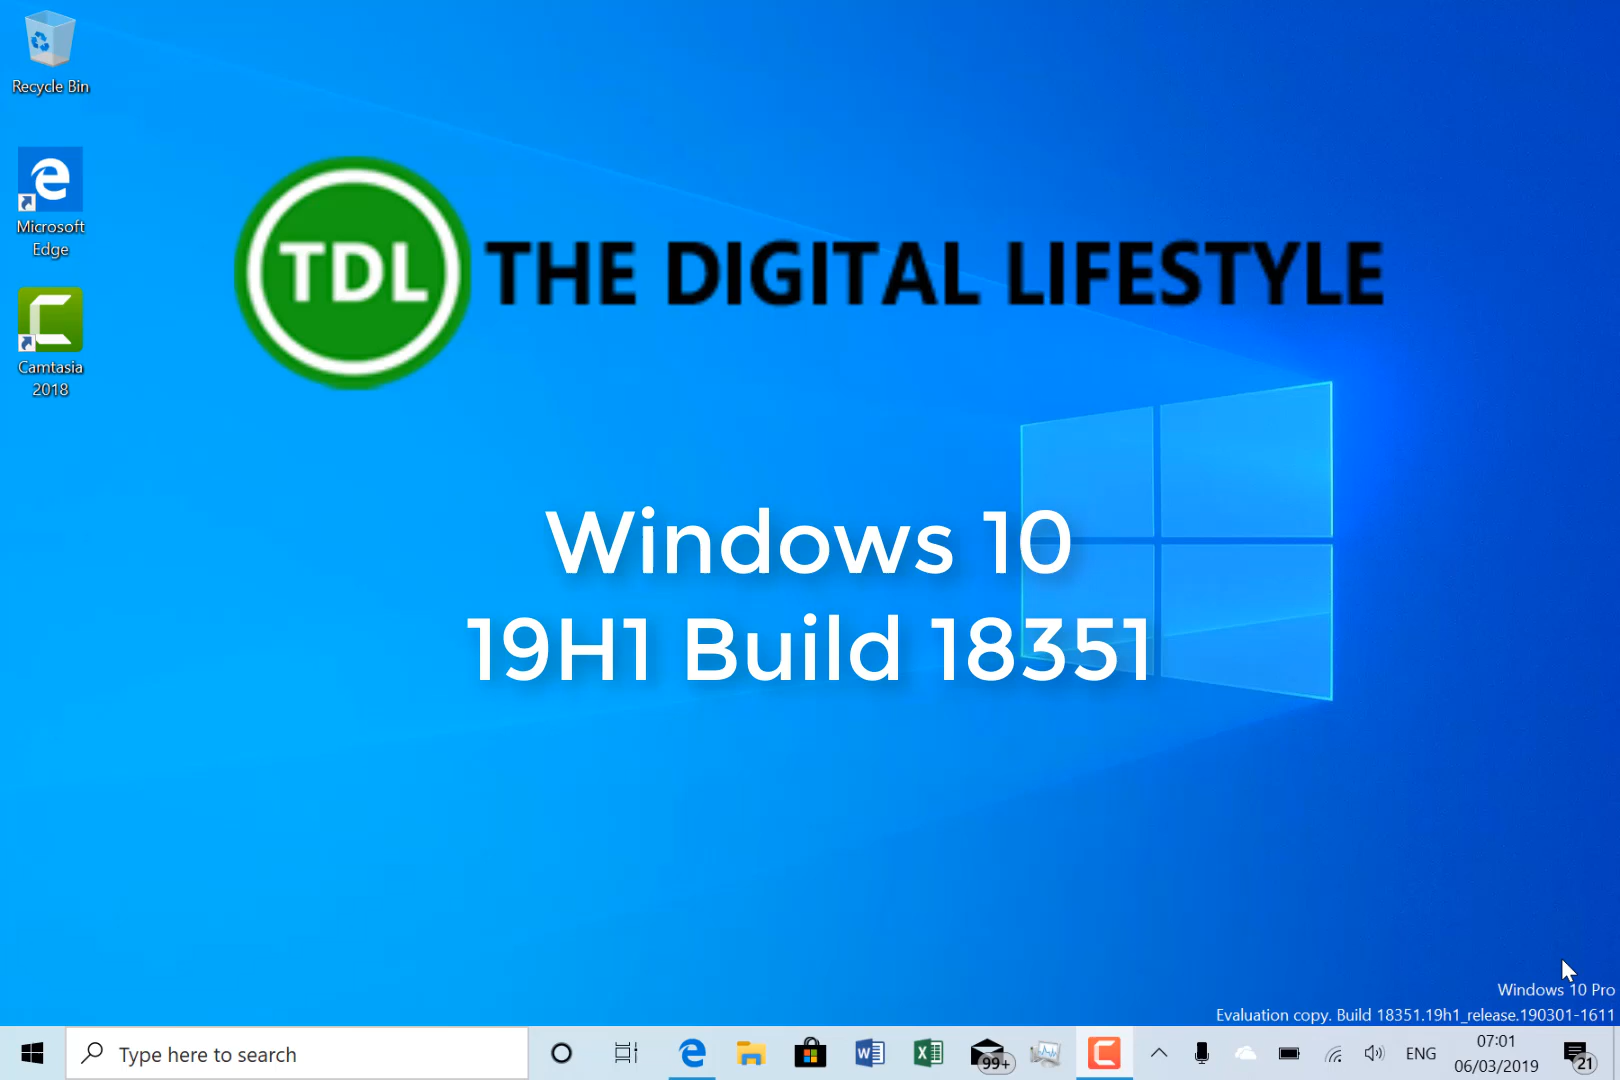 Recycle Bin
Microsoft
Edge
Camtasia
2018
TDL THE DIGITAL LIFESTYLE
Windows 10
19H1 Build 18351
Windows 10 Pro
Evaluation copy. Build 18351.19h1_release.190301-1611
Type here to search
99+
ENG
07:01
06/03/2019
21